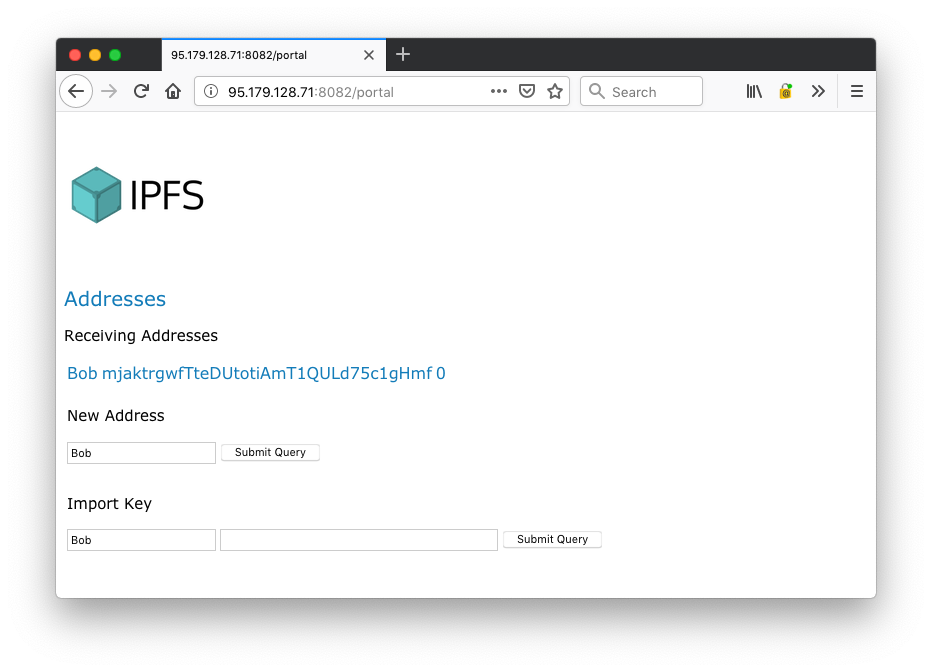 95.179.128.71:8082/portal
95.179.128.71:8082/portal
Search
IPFS
Addresses
Receiving Addresses
Bob mjaktrgwfTteDUtotiAmT1QULd75c1gHmf 0
New Address
Bob Submit Query
Import Key
Bob Submit Query